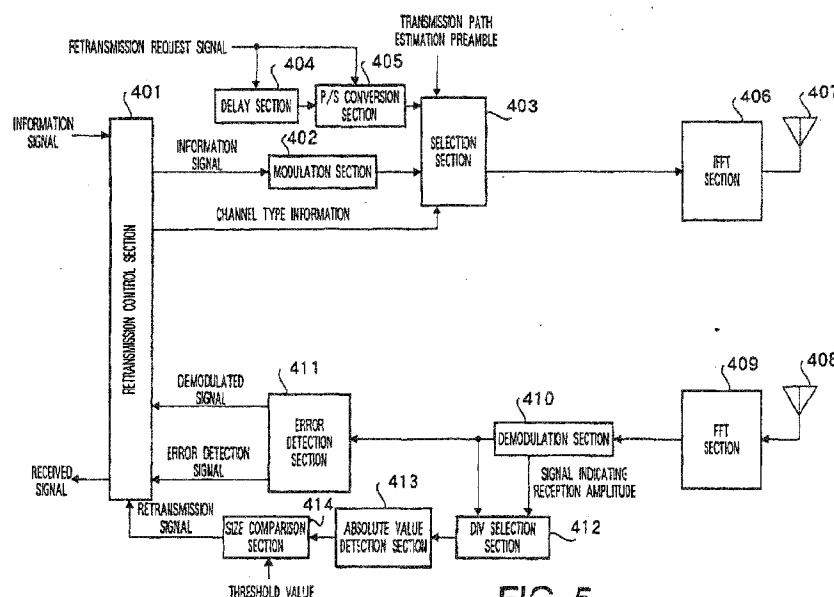 TRANSMISSION PATH
ESTIMATION PREAMBLE
RETRANSMISSION REQUEST SIGNAL
404
405
401
DELAY SECTION
P/S CONVERSION
SECTION
403
406
407
INFORMATION
SIGNAL
INFORMATION
SIGNAL
402
MODULATION SECTION
SELECTION
SECTION
IFFT
SECTION
CHANNEL TYPE INFORMATION
RETRANSMISSION CONTROL SECTION
411
409
408
DEMODULATED
SIGNAL
410
ERROR
DETECTION
SECTION
DEMODULATION SECTION
FFT
SECTION
ERROR DETECTION
SIGNAL
SIGNAL INDICATING
RECEPTION AMPLITUDE
RECEIVED
SIGNAL
413
RETRANSMISSION
SIGNAL
414
SIZE COMPARISON
SECTION
ABSOLUTE VALUE
DETECTION SECTION
DIV SELECTION
SECTION
412
THRESHOLD VALUE
FIG. 5